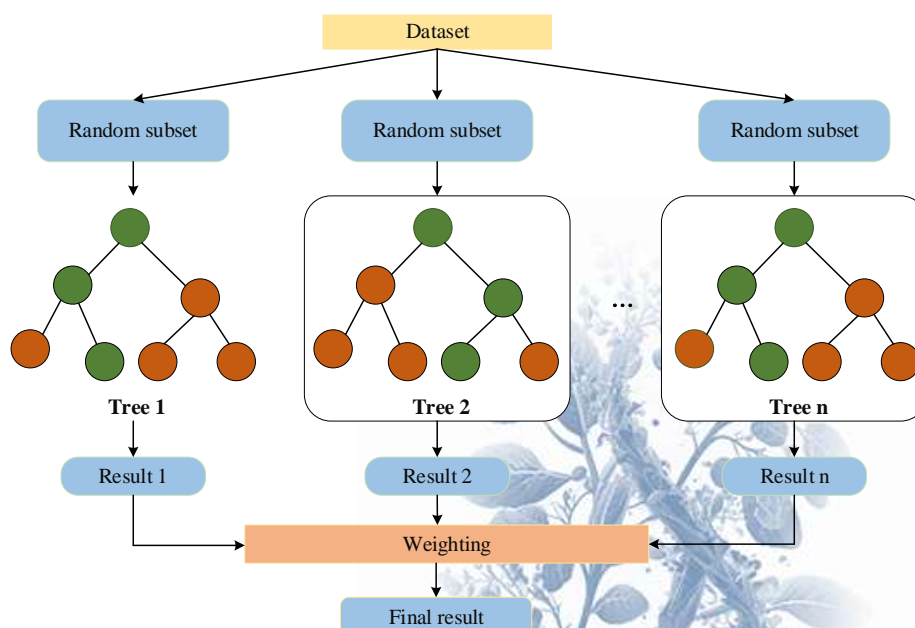 Dataset
Random subset
Random subset
Random subset
...
Tree 1
Tree 2
Tree n
Result 1
Result 2
Result n
Weighting
Final result